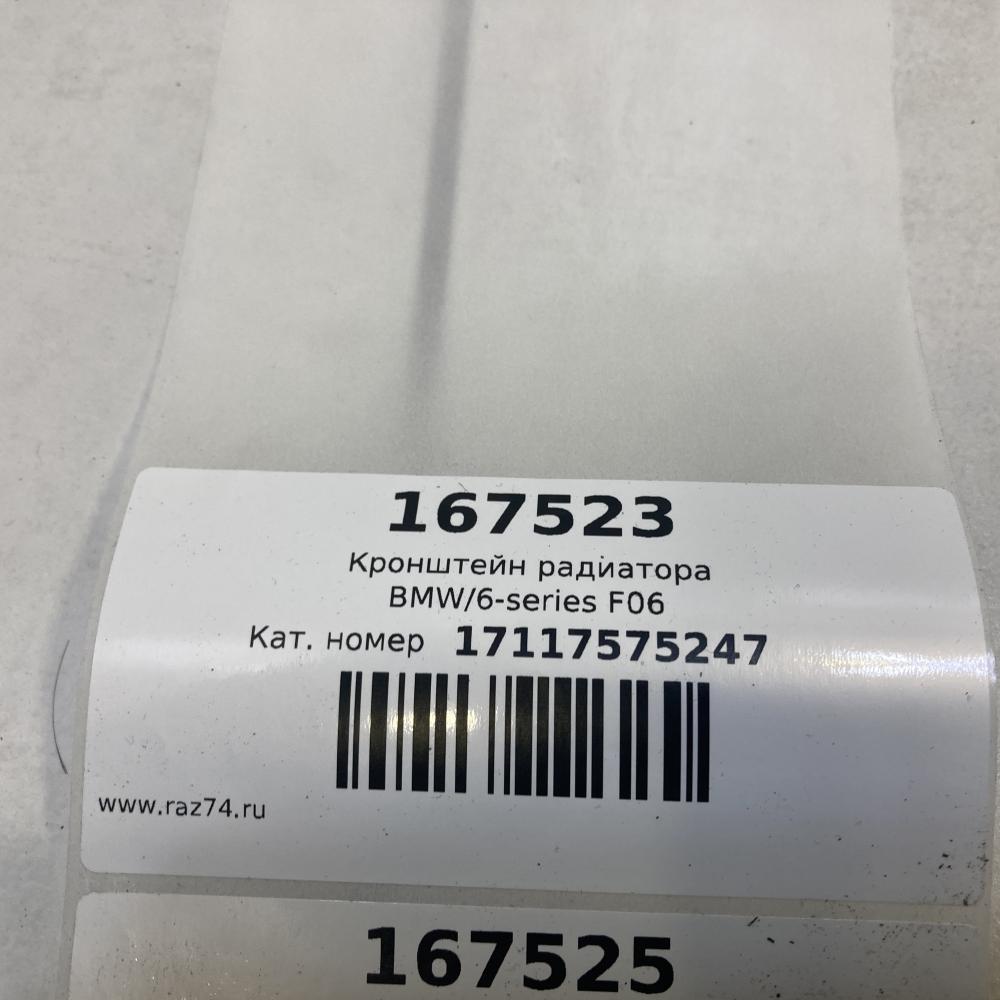 167523
Кронштейн радиатора
BMW/6-series F06
Кат. номер 17117575247
www.raz74.ru
167525